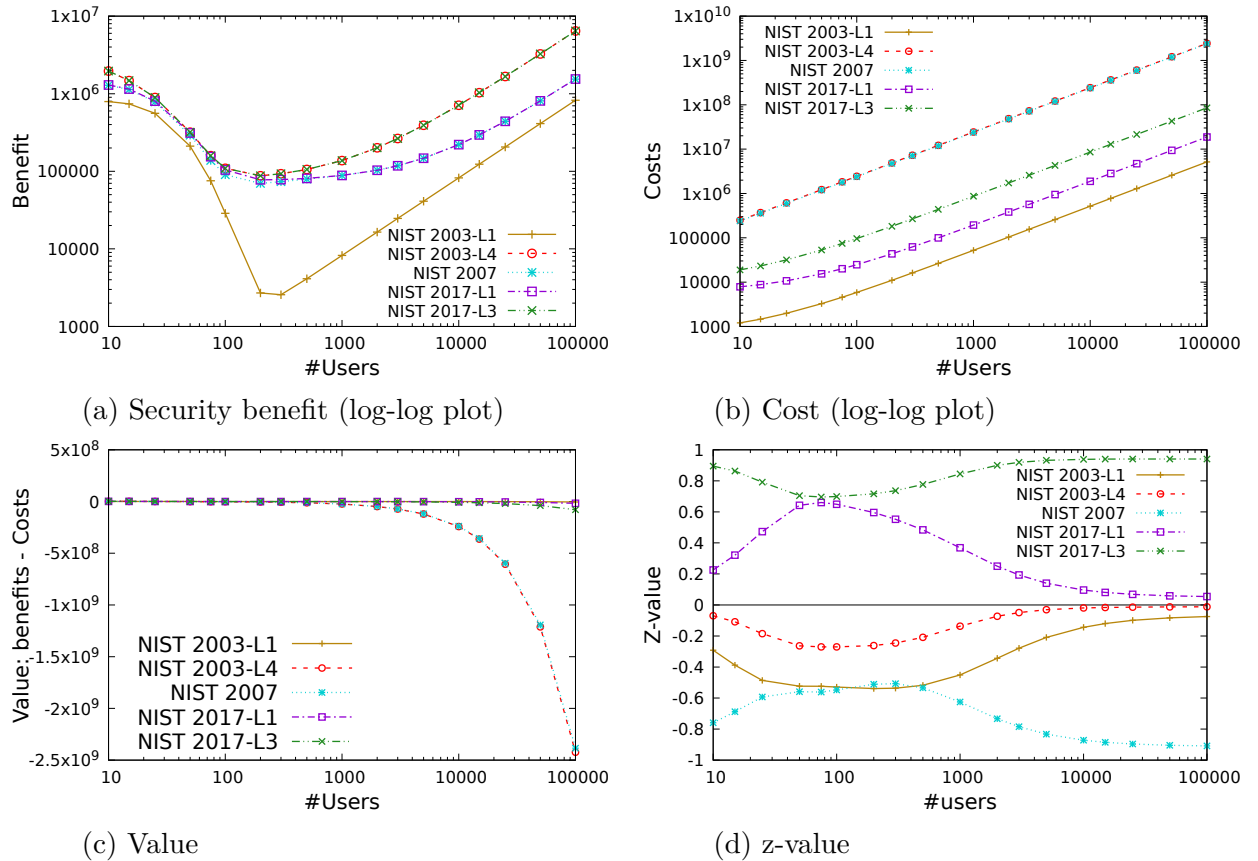 1x10^7
1x10^6
100000
10000
1000
Benefit
10
100
1000
10000
100000
#Users
NIST 2003-L1
NIST 2003-L4
NIST 2007
NIST 2017-L1
NIST 2017-L3
(a) Security benefit (log-log plot)
1x10^10
1x10^9
1x10^8
1x10^7
1x10^6
100000
10000
1000
Costs
10
100
1000
10000
100000
#Users
NIST 2003-L1
NIST 2003-L4
NIST 2007
NIST 2017-L1
NIST 2017-L3
(b) Cost (log-log plot)
5x10^8
0
-5x10^8
-1x10^9
-1.5x10^9
-2x10^9
-2.5x10^9
Value: benefits - Costs
10
100
1000
10000
100000
#Users
NIST 2003-L1
NIST 2003-L4
NIST 2007
NIST 2017-L1
NIST 2017-L3
(c) Value
1
0.8
0.6
0.4
0.2
0
-0.2
-0.4
-0.6
-0.8
-1
Z-value
10
100
1000
10000
100000
#users
NIST 2003-L1
NIST 2003-L4
NIST 2007
NIST 2017-L1
NIST 2017-L3
(d) z-value